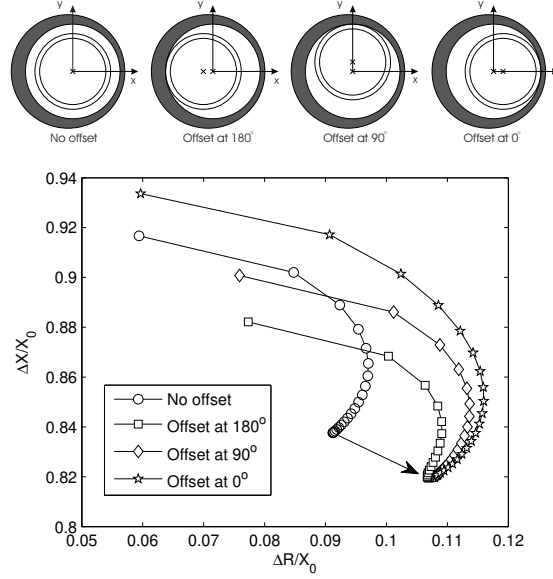 y y y y
x x x
No offset Offset at 180° Offset at 90° Offset at 0°
0.94
0.92
0.9
0.88
0.86
0.84
0.82
0.8
ΔX/X₀
No offset
Offset at 180°
Offset at 90°
Offset at 0°
0.05 0.06 0.07 0.08 0.09 0.1 0.11 0.12
ΔR/X₀